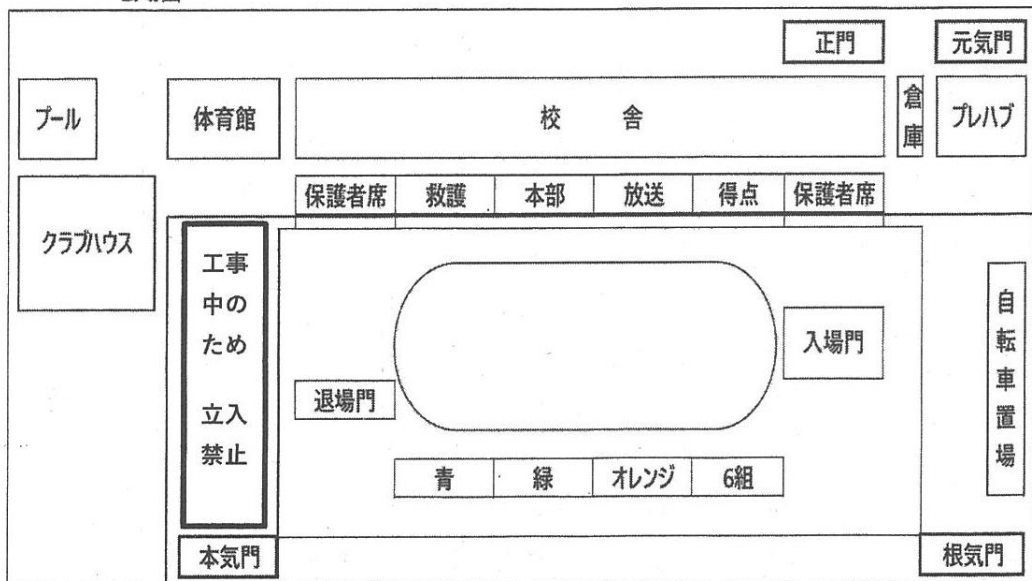 正門
元気門
プール
体育館
校 舎
倉庫
プレハブ
保護者席
救護
本部
放送
得点
保護者席
クラブハウス
工事
中の
ため
立入
禁止
入場門
退場門
自転車置場
青
緑
オレンジ
6組
本気門
根気門